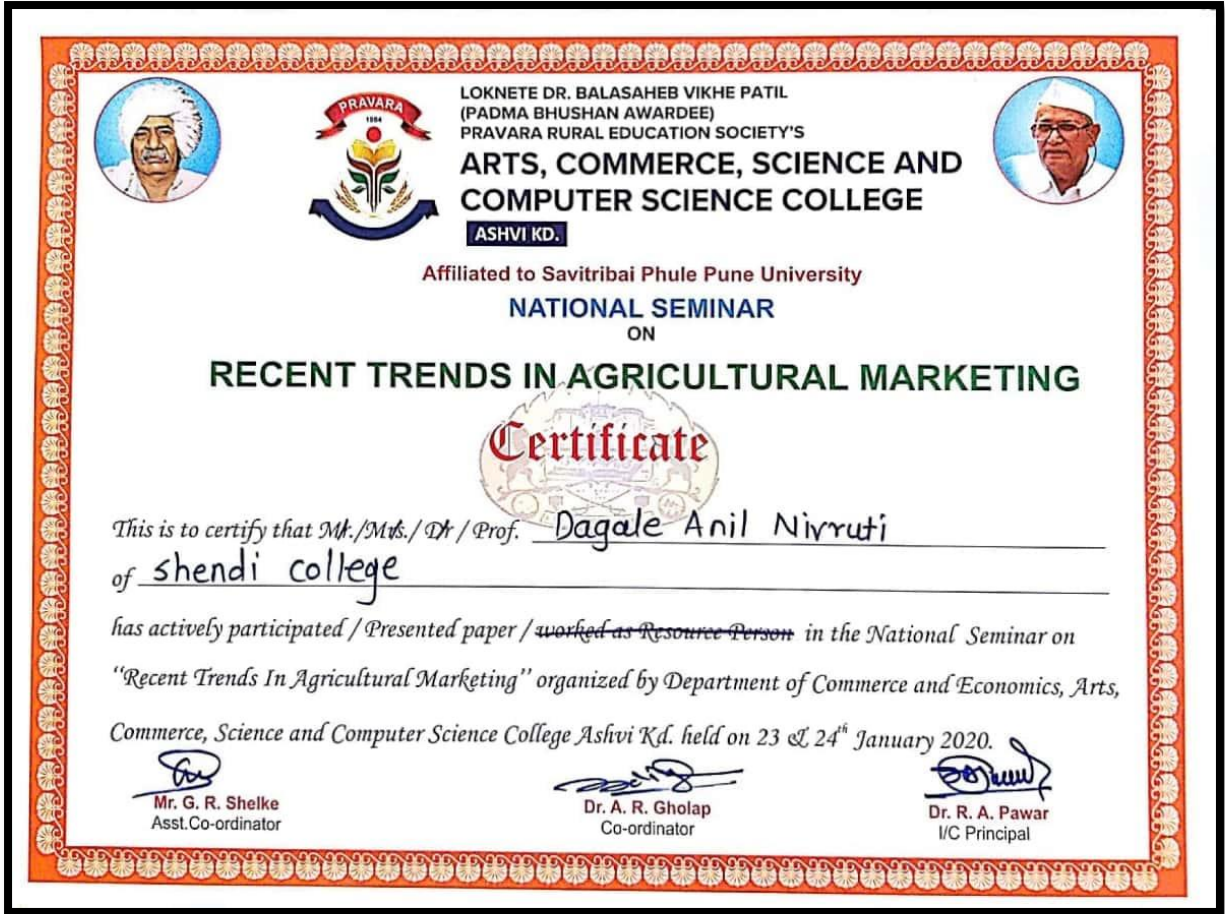 PRAVARA
1964
LOKNETE DR. BALASAHEB VIKHE PATIL
(PADMA BHUSHAN AWARDEE)
PRAVARA RURAL EDUCATION SOCIETY'S
ARTS, COMMERCE, SCIENCE AND
COMPUTER SCIENCE COLLEGE
ASHVI KD.
Affiliated to Savitribai Phule Pune University
NATIONAL SEMINAR
ON
RECENT TRENDS IN AGRICULTURAL MARKETING
Certificate
This is to certify that Mr./Mrs./ Dr / Prof. Dagale Anil Nivruti
of shendi college
has actively participated / Presented paper / worked as Resource Person in the National Seminar on
“Recent Trends In Agricultural Marketing” organized by Department of Commerce and Economics, Arts,
Commerce, Science and Computer Science College Ashvi Kd. held on 23 & 24th January 2020.
Mr. G. R. Shelke
Asst.Co-ordinator
Dr. A. R. Gholap
Co-ordinator
Dr. R. A. Pawar
I/C Principal